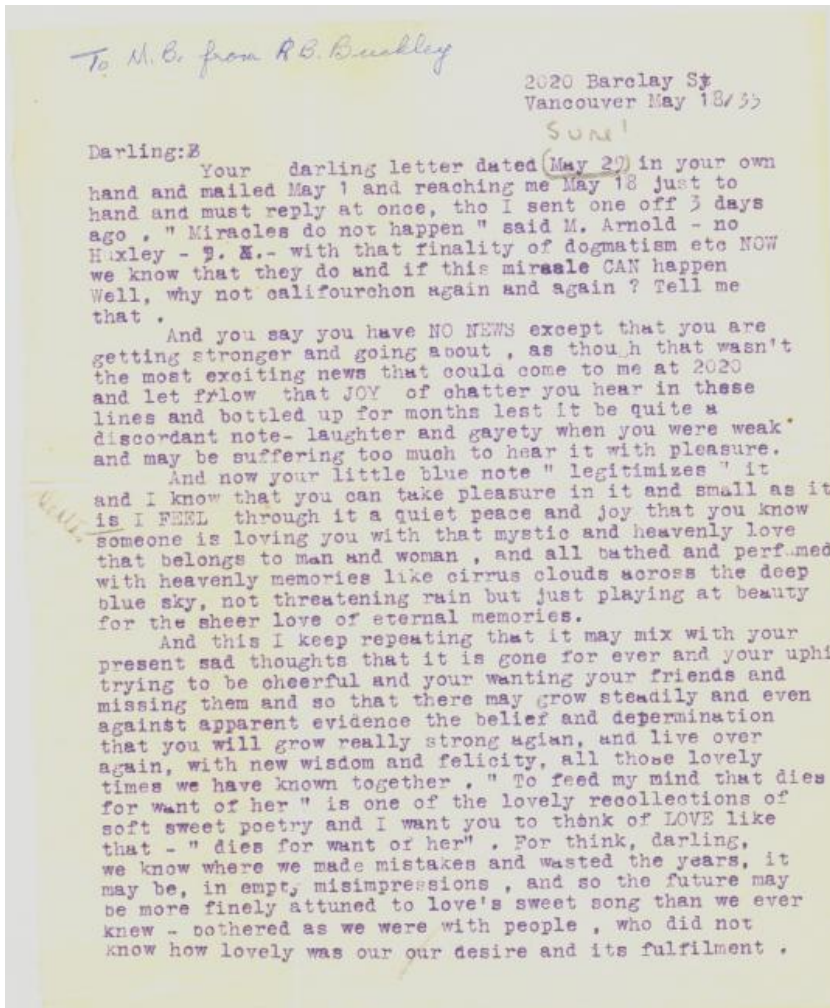 To M.B. from R B. Buckley
2020 Barclay St
Vancouver May 18/35
Sure!
Darling:
Your darling letter dated (May 29) in your own
hand and mailed May 1 and reaching me May 18 just to
hand and must reply at once, tho I sent one off 3 days
ago . " Miracles do not happen " said M. Arnold - no
Huxley - - with that finality of dogmatism etc NOW
we know that they do and if this mirsale CAN happen
Well, why not califourchon again and again ? Tell me
that .
And you say you have NO NEWS except that you are
getting stronger and going about , as though that wasn't
the most exciting news that could come to me at 2020
and let frlow that JOY of chatter you hear in these
lines and bottled up for months lest it be quite a
discordant note- laughter and gayety when you were weak
and may be suffering too much to hear it with pleasure.
And now your little blue note " legitimizes " it
and I know that you can take pleasure in it and small as it
is I FEEL through it a quiet peace and joy that you know
someone is loving you with that mystic and heavenly love
that belongs to man and woman , and all bathed and perfumed
with heavenly memories like cirrus clouds across the deep
blue sky, not threatening rain but just playing at beauty
for the sheer love of eternal memories.
And this I keep repeating that it may mix with your
present sad thoughts that it is gone for ever and your uphi
trying to be cheerful and your wanting your friends and
missing them and so that there may grow steadily and even
against apparent evidence the belief and determination
that you will grow really strong agian, and live over
again, with new wisdom and felicity, all those lovely
times we have known together . " To feed my mind that dies
for want of her " is one of the lovely recollections of
soft sweet poetry and I want you to think of LOVE like
that - " dies for want of her" . For think, darling,
we know where we made mistakes and wasted the years, it
may be, in empty misimpressions , and so the future may
be more finely attuned to love's sweet song than we ever
knew - bothered as we were with people , who did not
know how lovely was our our desire and its fulfilment .